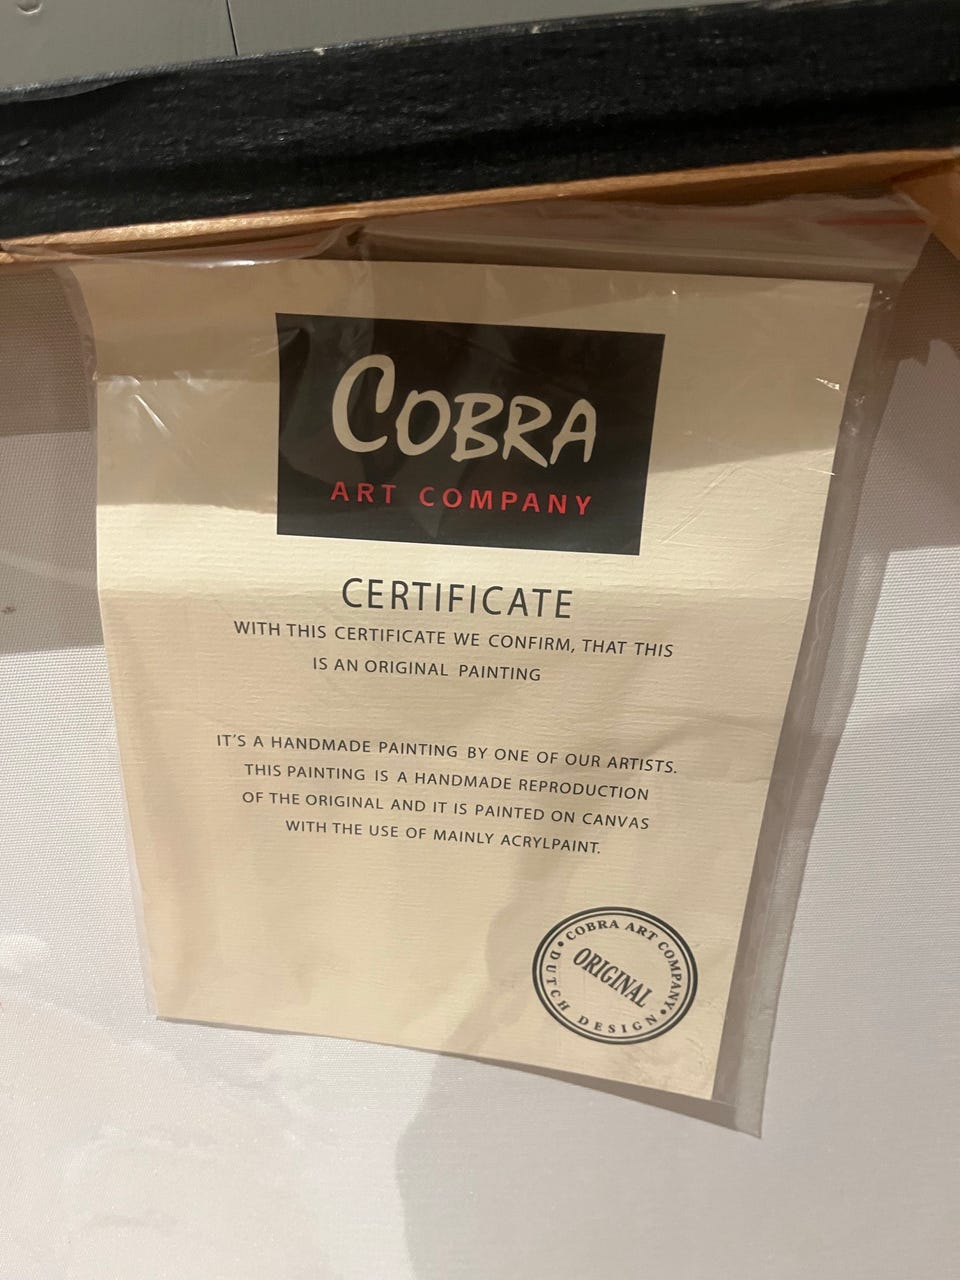 COBRA
ART COMPANY
CERTIFICATE
WITH THIS CERTIFICATE WE CONFIRM, THAT THIS
IS AN ORIGINAL PAINTING
IT'S A HANDMADE PAINTING BY ONE OF OUR ARTISTS.
THIS PAINTING IS A HANDMADE REPRODUCTION
OF THE ORIGINAL AND IT IS PAINTED ON CANVAS
WITH THE USE OF MAINLY ACRYLPAINT.
• COBRA ART COMPANY •
ORIGINAL
DUTCH DESIGN